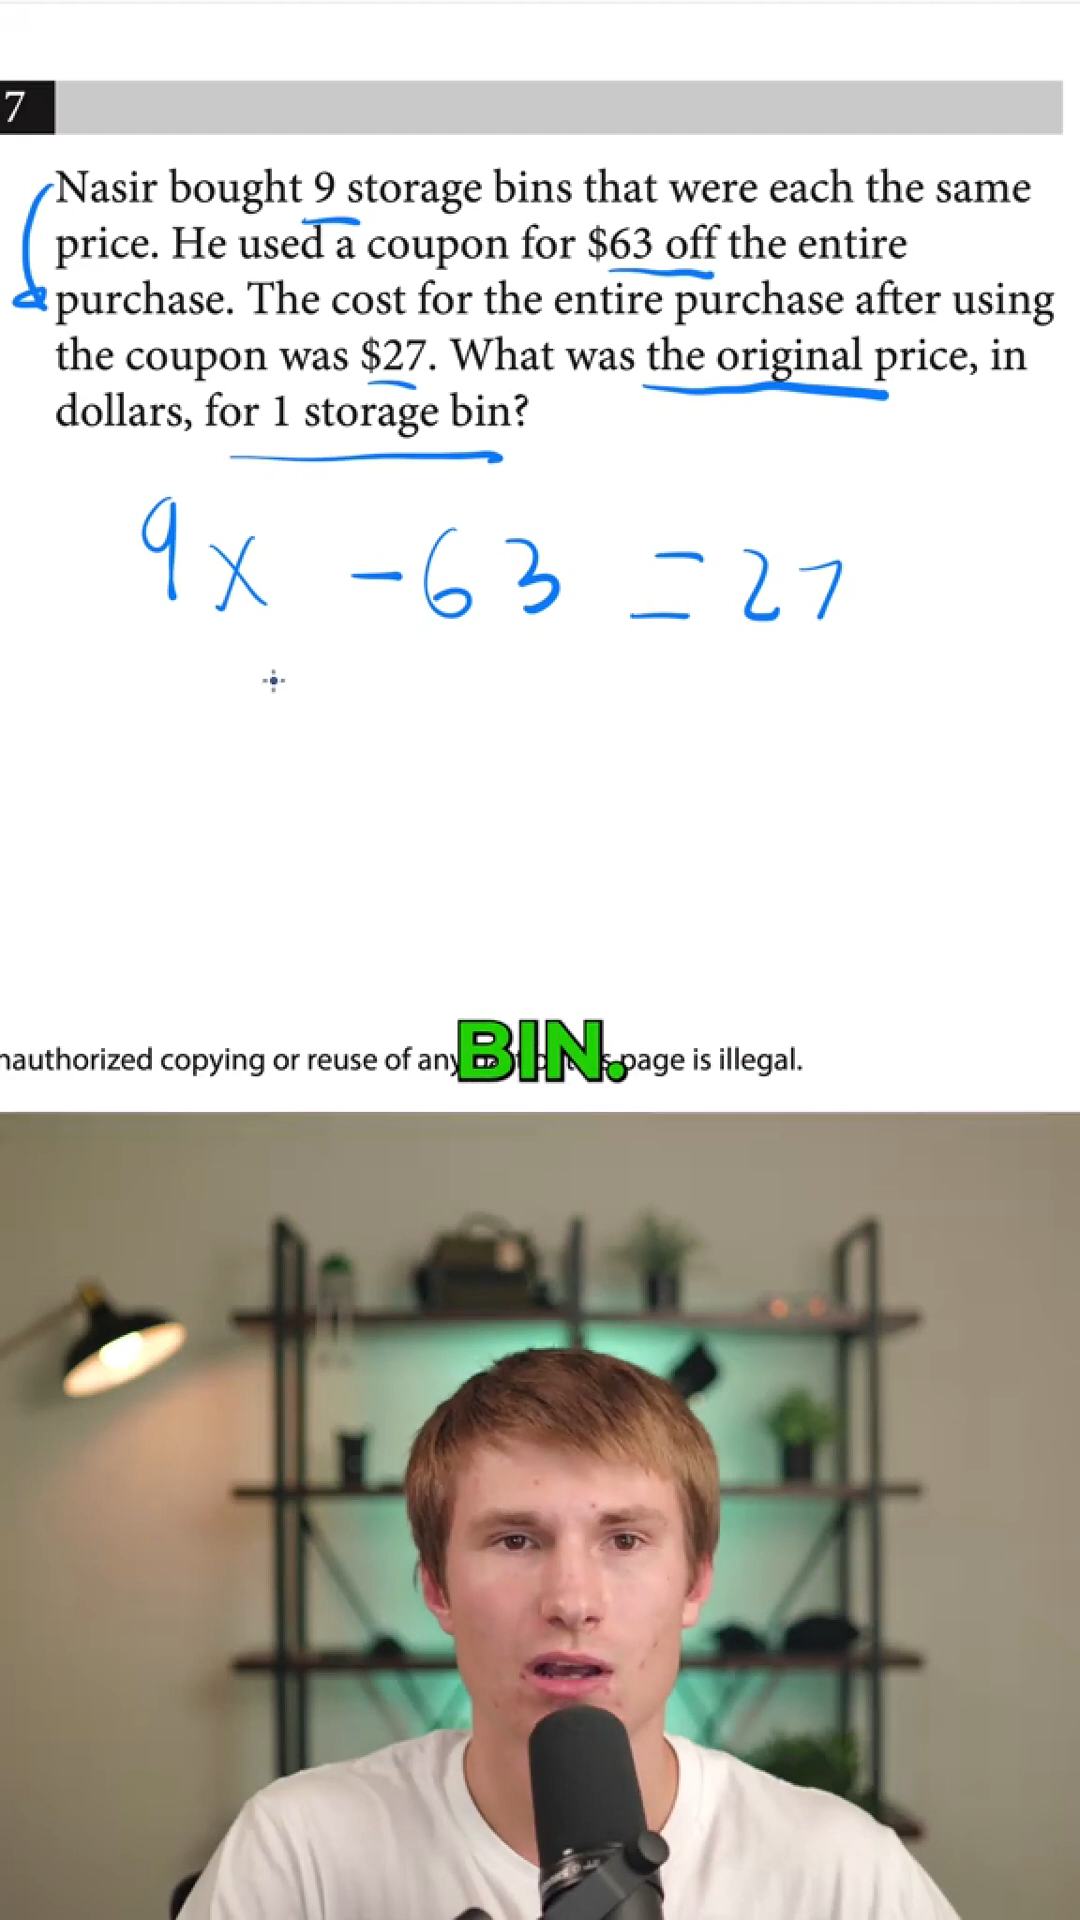 7
Nasir bought 9 storage bins that were each the same
price. He used a coupon for $63 off the entire
purchase. The cost for the entire purchase after using
the coupon was $27. What was the original price, in
dollars, for 1 storage bin?
9x - 63 = 27
BIN.
nauthorized copying or reuse of any page is illegal.